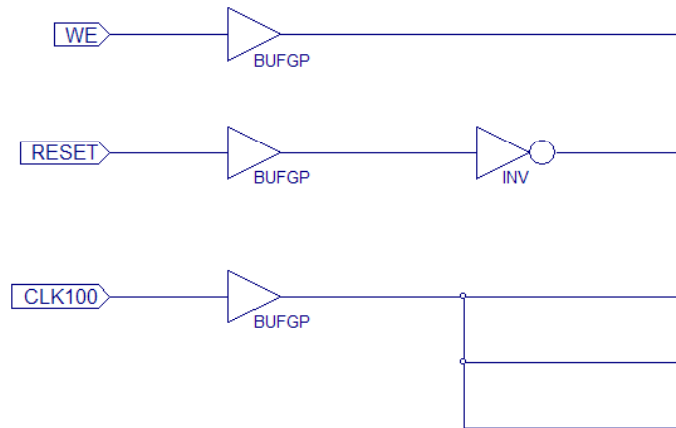 WE
BUFGP
RESET
BUFGP
INV
CLK100
BUFGP